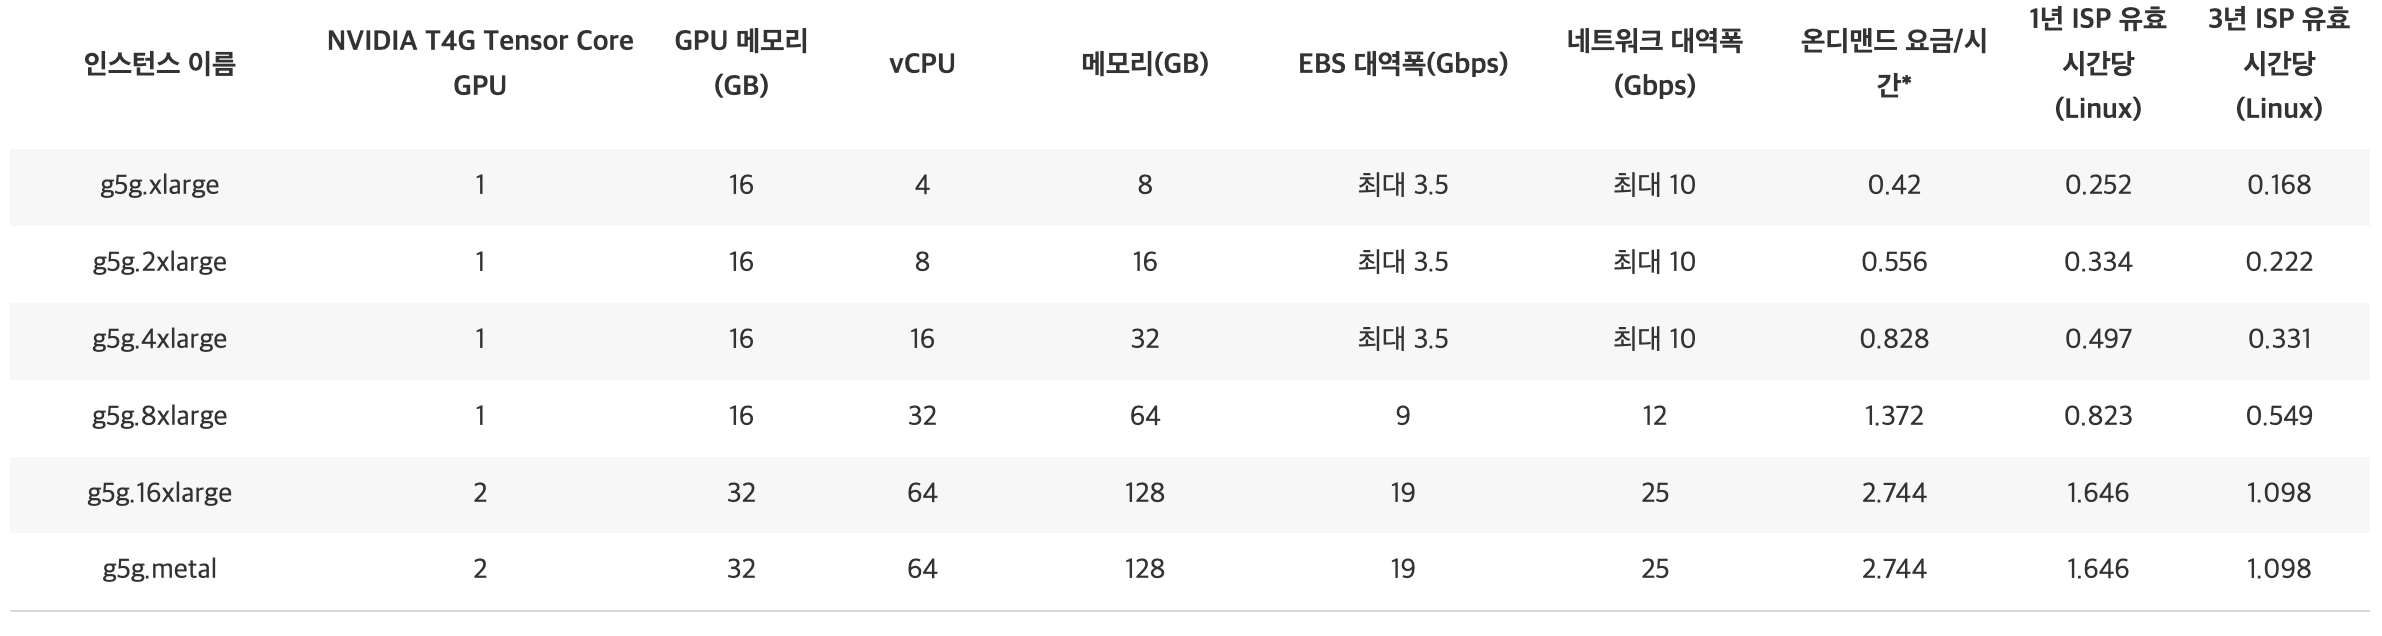 인스턴스 이름 NVIDIA T4G Tensor Core GPU GPU 메모리 (GB) vCPU 메모리(GB) EBS 대역폭(Gbps) 네트워크 대역폭 (Gbps) 온디맨드 요금/시간* 1년 ISP 유효 시간당 (Linux) 3년 ISP 유효 시간당 (Linux)
g5g.xlarge 1 16 4 8 최대 3.5 최대 10 0.42 0.252 0.168
g5g.2xlarge 1 16 8 16 최대 3.5 최대 10 0.556 0.334 0.222
g5g.4xlarge 1 16 16 32 최대 3.5 최대 10 0.828 0.497 0.331
g5g.8xlarge 1 16 32 64 9 12 1.372 0.823 0.549
g5g.16xlarge 2 32 64 128 19 25 2.744 1.646 1.098
g5g.metal 2 32 64 128 19 25 2.744 1.646 1.098